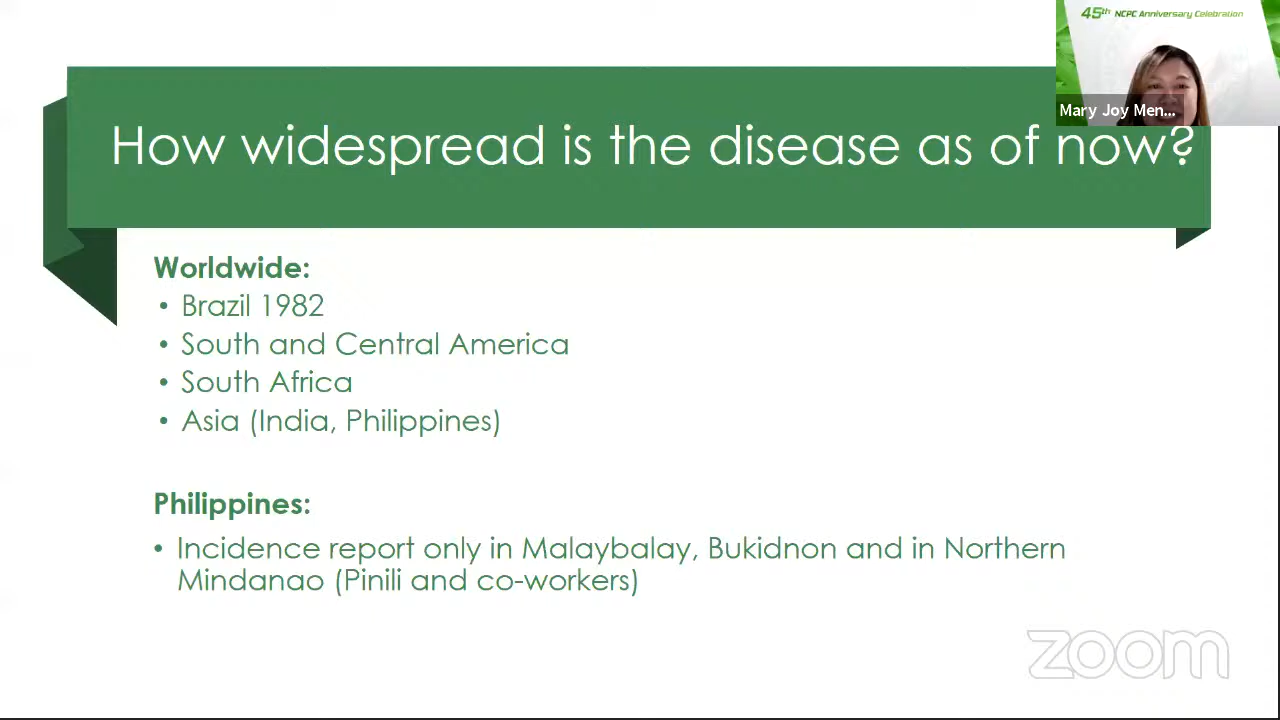 45th NCPC Anniversary Celebration
Mary Joy Men...
How widespread is the disease as of now?
Worldwide:
• Brazil 1982
• South and Central America
• South Africa
• Asia (India, Philippines)
Philippines:
• Incidence report only in Malaybalay, Bukidnon and in Northern
Mindanao (Pinili and co-workers)
zoom